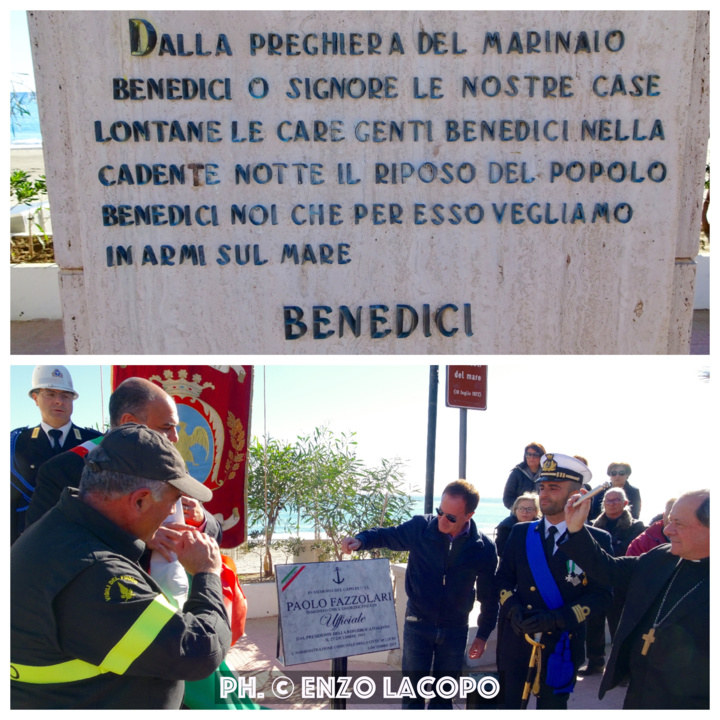 DALLA PREGHIERA DEL MARINAIO
BENEDICI O SIGNORE LE NOSTRE CASE
LONTANE LE CARE GENTI BENEDICI NELLA
CADENTE NOTTE IL RIPOSO DEL POPOLO
BENEDICI NOI CHE PER ESSO VEGLIAMO
IN ARMI SUL MARE
BENEDICI
del mare
PAOLO FAZZOLARI
Ufficiale
PH. © ENZO LACOPO